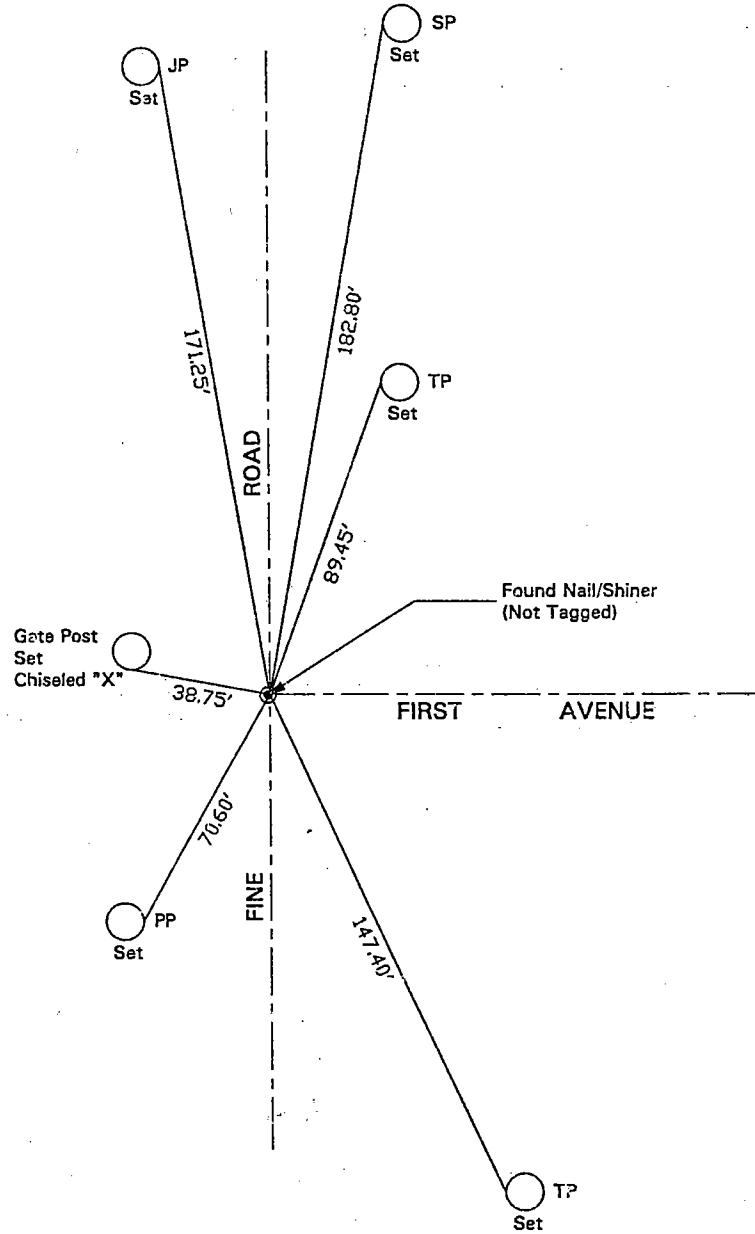 SP
Set
JP
Set
182.80'
171.25'
TP
Set
ROAD
89.45'
Found Nail/Shiner
(Not Tagged)
Gate Post
Set
Chiseled "X"
38.75'
FIRST AVENUE
70.60'
FINE
PP
Set
147.40'
TP
Set